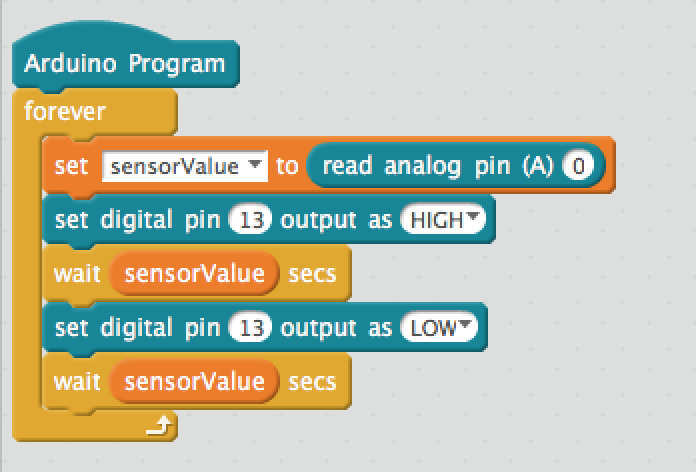 Arduino Program
forever
set sensorValue to read analog pin (A) 0
set digital pin 13 output as HIGH
wait sensorValue secs
set digital pin 13 output as LOW
wait sensorValue secs